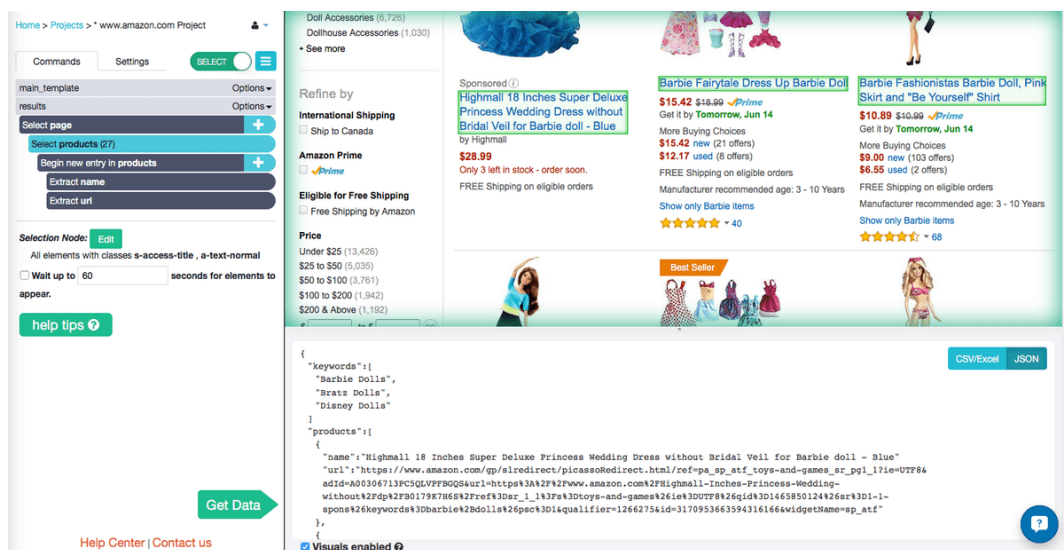 Home > Projects > * www.amazon.com Project
Commands
Settings
SELECT
main_template
Options
results
Options
Select page
Select products (27)
Begin new entry in products
Extract name
Extract url
Selection Node:
Edit
All elements with classes s-access-title , a-text-normal
Wait up to 60 seconds for elements to
appear.
help tips ?
Get Data
Help Center | Contact us
Doll Accessories (6,726)
Dollhouse Accessories (1,030)
+ See more
Refine by
International Shipping
Ship to Canada
Amazon Prime
Prime
Eligible for Free Shipping
Free Shipping by Amazon
Price
Under $25 (13,426)
$25 to $50 (5,035)
$50 to $100 (3,761)
$100 to $200 (1,942)
$200 & Above (1,192)
Sponsored
Highmall 18 Inches Super Deluxe
Princess Wedding Dress without
Bridal Veil for Barbie doll - Blue
by Highmall
$28.99
Only 3 left in stock - order soon.
FREE Shipping on eligible orders
Barbie Fairytale Dress Up Barbie Doll
$15.42 $18.99 Prime
Get it by Tomorrow, Jun 14
More Buying Choices
$15.42 new (21 offers)
$12.17 used (8 offers)
FREE Shipping on eligible orders
Manufacturer recommended age: 3 - 10 Years
Show only Barbie items
40
Best Seller
Barbie Fashionistas Barbie Doll, Pink
Skirt and "Be Yourself" Shirt
$10.89 $10.99 Prime
Get it by Tomorrow, Jun 14
More Buying Choices
$9.00 new (103 offers)
$6.55 used (2 offers)
FREE Shipping on eligible orders
Manufacturer recommended age: 3 - 10 Years
Show only Barbie items
68
CSV/Excel
JSON
{
"keywords":[
"Barbie Dolls",
"Bratz Dolls",
"Disney Dolls"
]
"products":[
{
"name":"Highmall 18 Inches Super Deluxe Princess Wedding Dress without Bridal Veil for Barbie doll - Blue"
"url":"https://www.amazon.com/gp/slredirect/picassoRedirect.html/ref=pa_sp_atf_toys-and-games_sr_pg1_1?ie=UTF8&
adId=A00306713PC5QLVPFBGQS&url=https%3A%2F%2Fwww.amazon.com%2FHighmall-Inches-Princess-Wedding-
without%2Fdp%2FB0179K7H6S%2Fref%3Dsr_1_1%3Fs%3Dtoys-and-games%26ie%3DUTF8%26qid%3D1465850124%26sr%3D1-1-
spons%26keywords%3Dbarbie%2Bdolls%26psc%3D1&qualifier=1266275&id=3170953663594316166&widgetName=sp_atf"
},
{
Visuals enabled ?